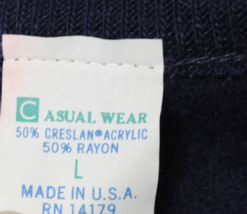 CASUAL WEAR
50% CRESLAN®ACRYLIC
50% RAYON
L
MADE IN U.S.A.
RN 14179